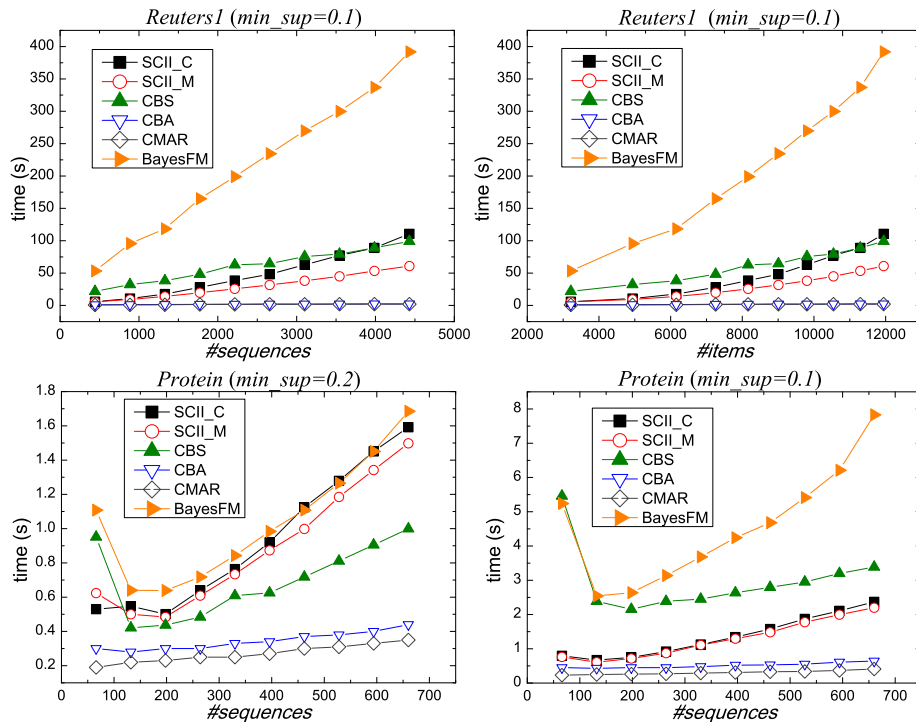 Reuters1 (min_sup=0.1)
400
350
300
250
200
150
100
50
0
time (s)
SCII_C
SCII_M
CBS
CBA
CMAR
BayesFM
0 1000 2000 3000 4000 5000
#sequences
Reuters1 (min_sup=0.1)
400
350
300
250
200
150
100
50
0
time (s)
SCII_C
SCII_M
CBS
CBA
CMAR
BayesFM
2000 4000 6000 8000 10000 12000
#items
Protein (min_sup=0.2)
1.8
1.6
1.4
1.2
1.0
0.8
0.6
0.4
0.2
time (s)
SCII_C
SCII_M
CBS
CBA
CMAR
BayesFM
0 100 200 300 400 500 600 700
#sequences
Protein (min_sup=0.1)
8
7
6
5
4
3
2
1
0
time (s)
SCII_C
SCII_M
CBS
CBA
CMAR
BayesFM
0 100 200 300 400 500 600 700
#sequences